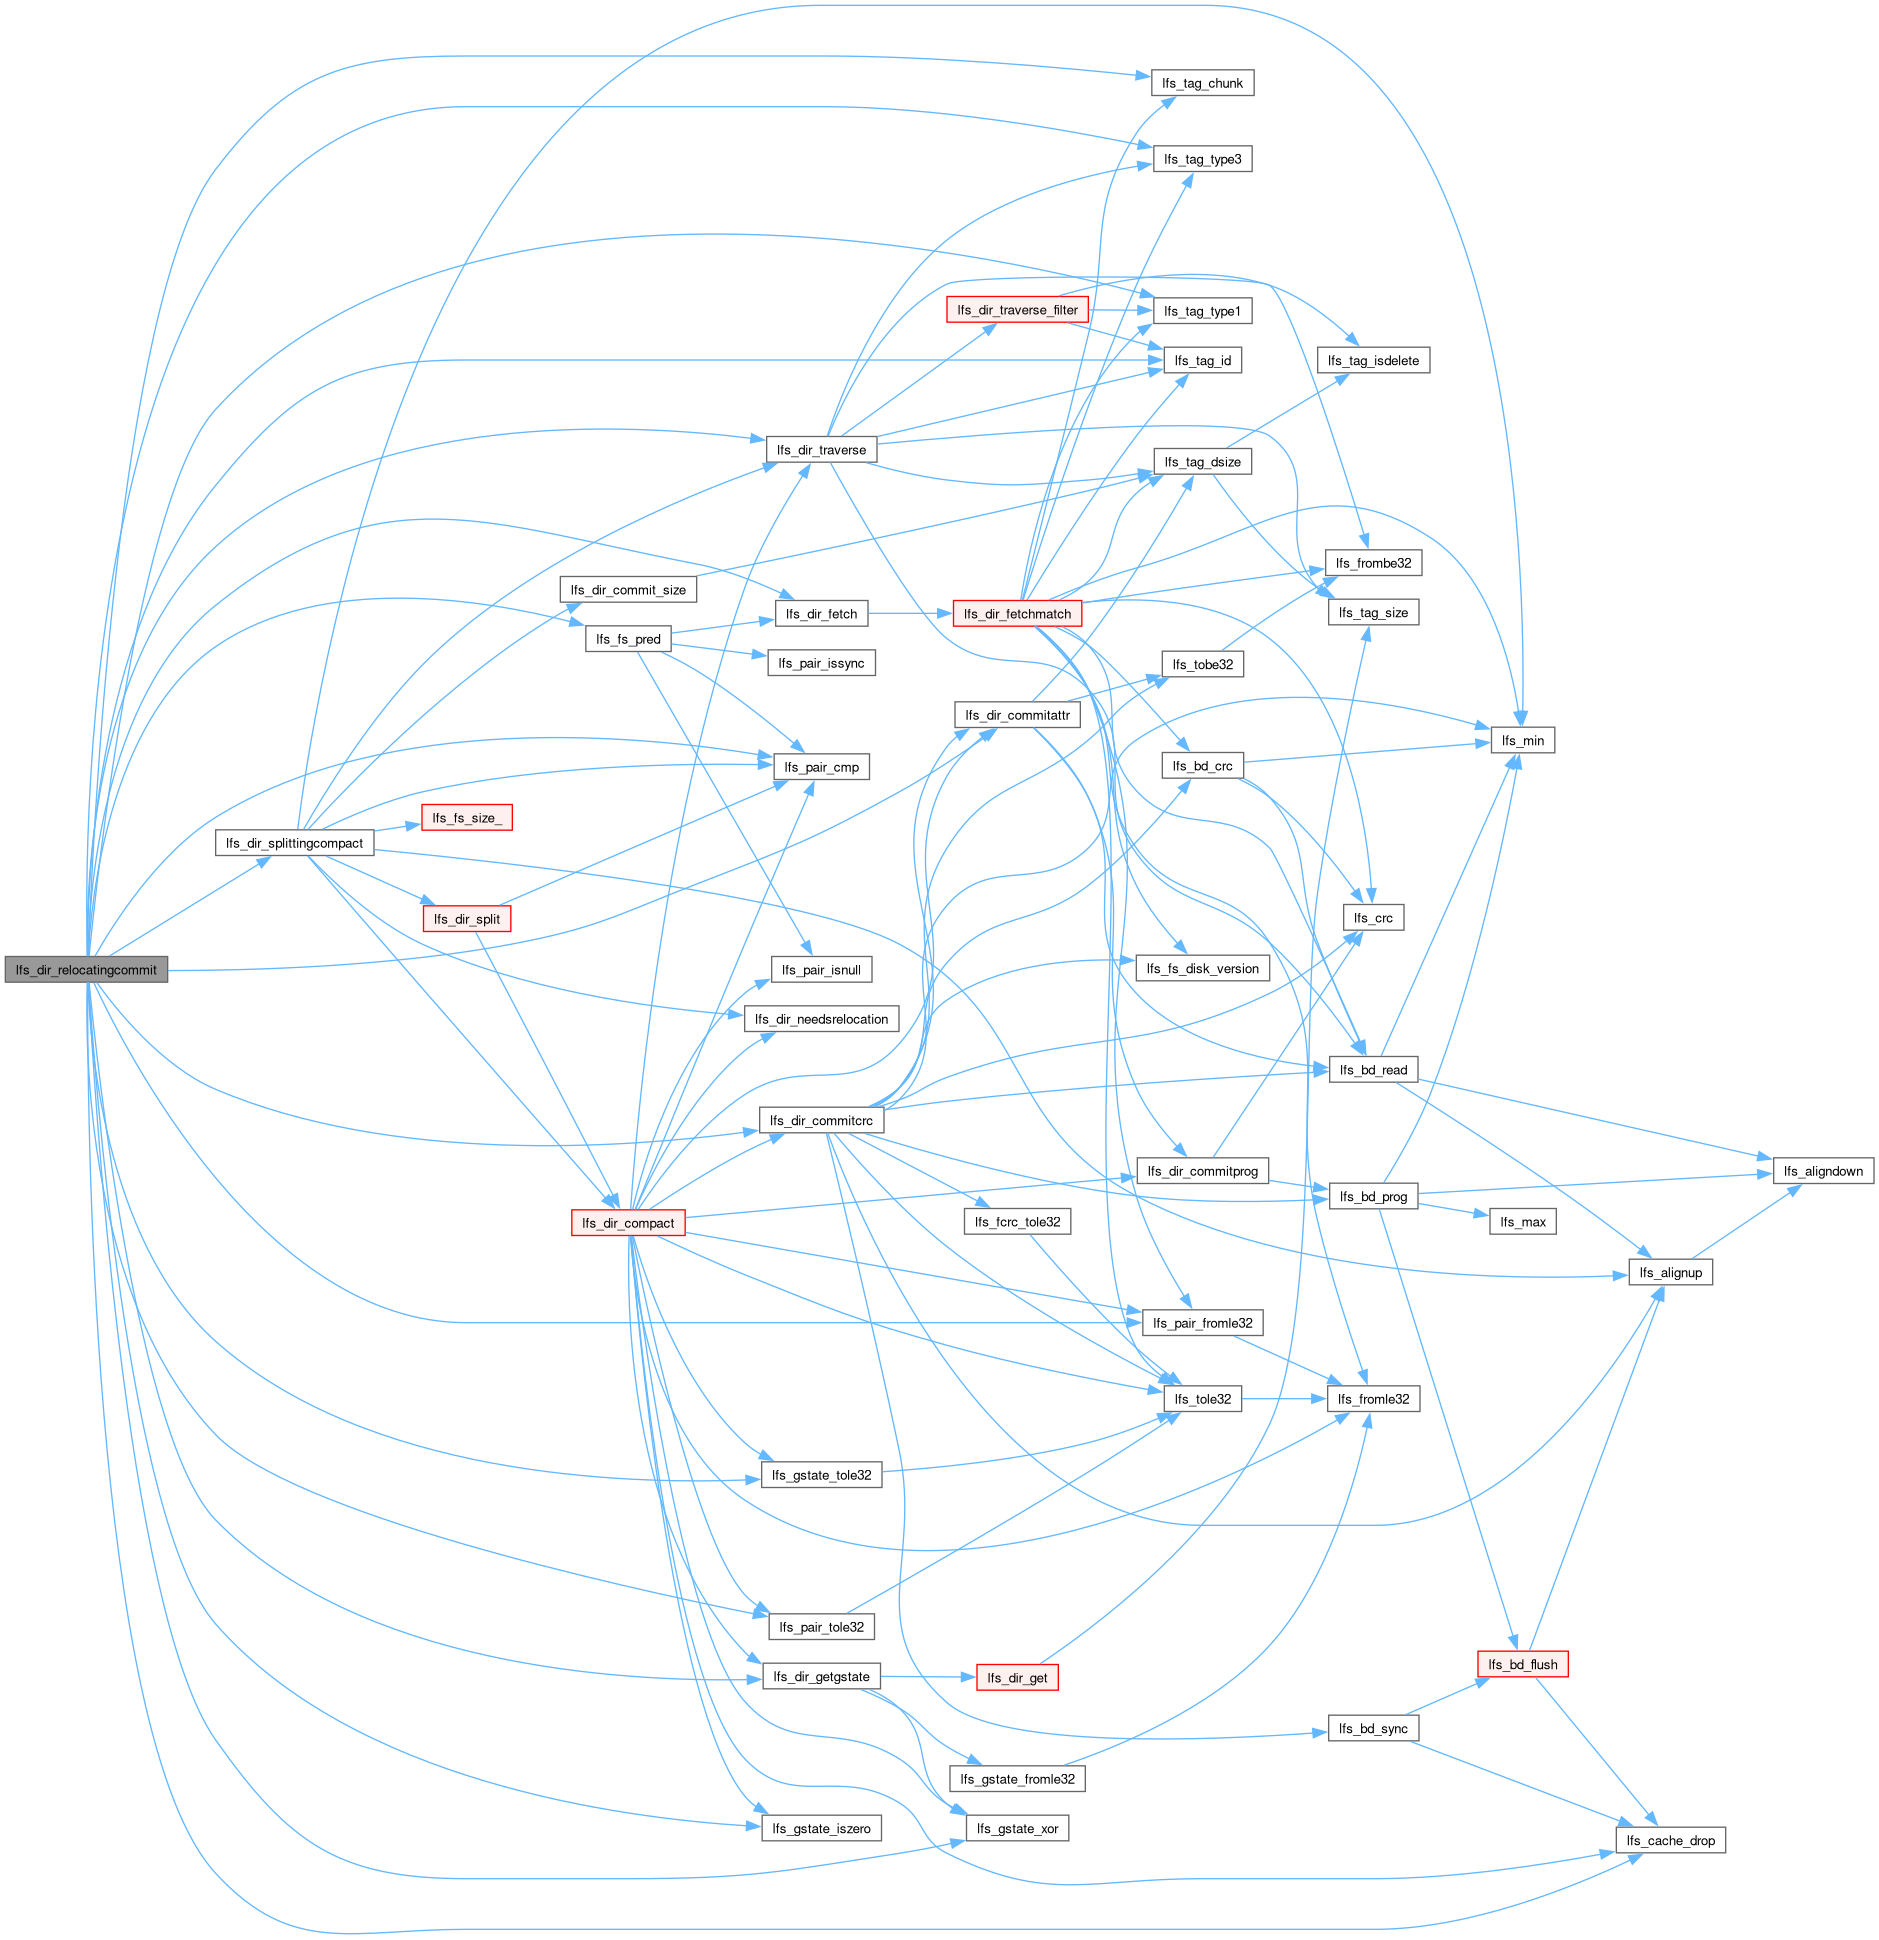 lfs_tag_chunk
lfs_tag_type3
lfs_dir_traverse_filter
lfs_tag_type1
lfs_tag_id
lfs_tag_isdelete
lfs_dir_traverse
lfs_tag_dsize
lfs_frombe32
lfs_dir_commit_size
lfs_dir_fetch
lfs_dir_fetchmatch
lfs_tag_size
lfs_fs_pred
lfs_pair_issync
lfs_tobe32
lfs_dir_commitattr
lfs_min
lfs_pair_cmp
lfs_bd_crc
lfs_fs_size_
lfs_dir_splittingcompact
lfs_dir_split
lfs_crc
lfs_dir_relocatingcommit
lfs_pair_isnull
lfs_fs_disk_version
lfs_dir_needsrelocation
lfs_bd_read
lfs_dir_commitcrc
lfs_dir_commitprog
lfs_aligndown
lfs_bd_prog
lfs_dir_compact
lfs_fcrc_tole32
lfs_max
lfs_alignup
lfs_pair_fromle32
lfs_tole32
lfs_fromle32
lfs_gstate_tole32
lfs_pair_tole32
lfs_bd_flush
lfs_dir_getgstate
lfs_dir_get
lfs_bd_sync
lfs_gstate_fromle32
lfs_gstate_iszero
lfs_gstate_xor
lfs_cache_drop